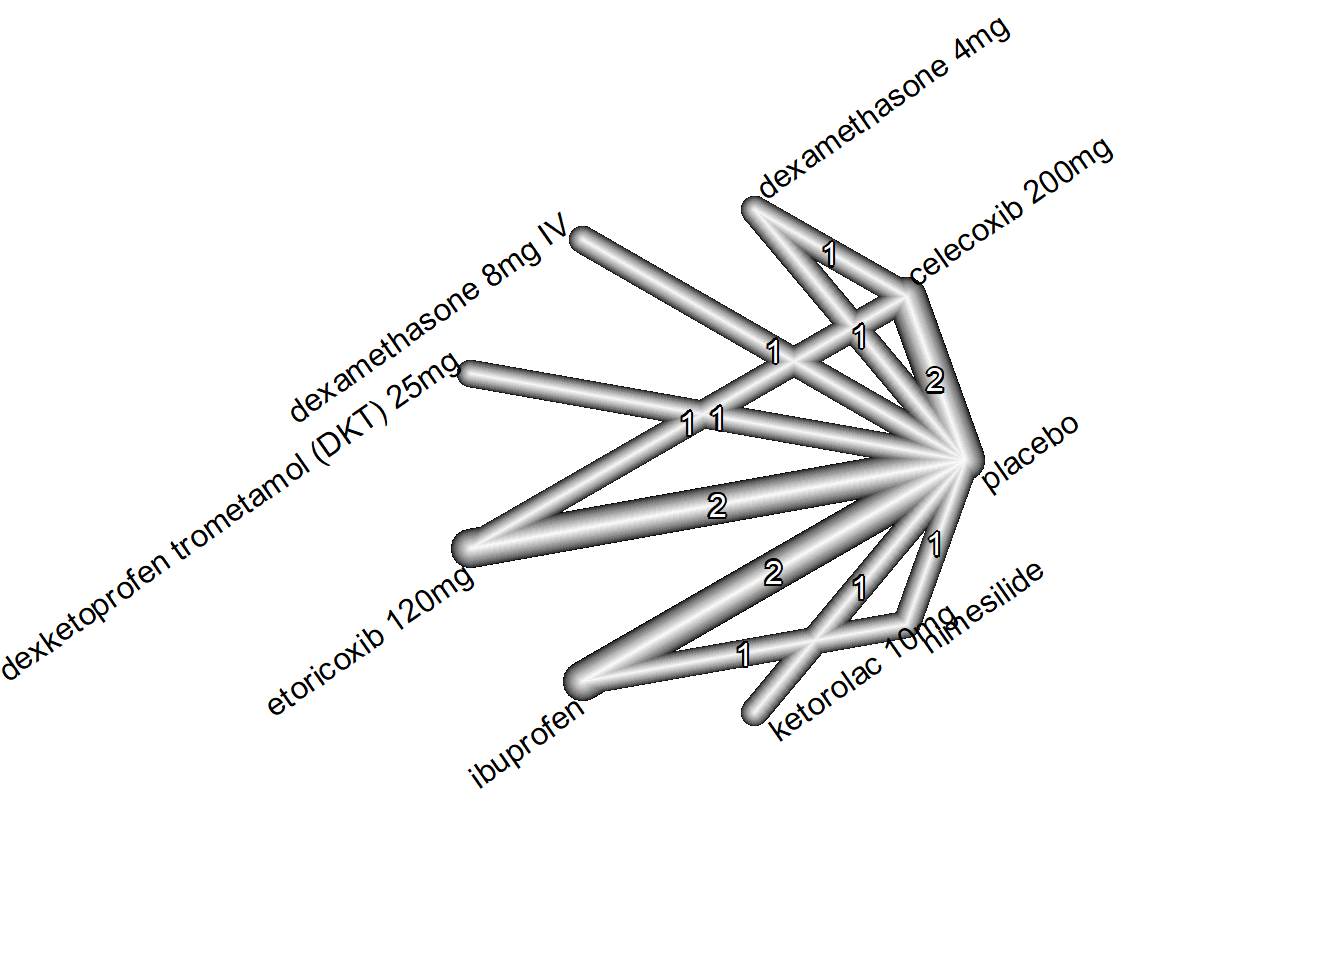 dexamethasone 4mg
celecoxib 200mg
dexamethasone 8mg IV
dexketoprofen trometamol (DKT) 25mg
placebo
etoricoxib 120mg
nimesilide
ketorolac 10mg
ibuprofen
1
1
1
2
1
1
2
1
2
1
1